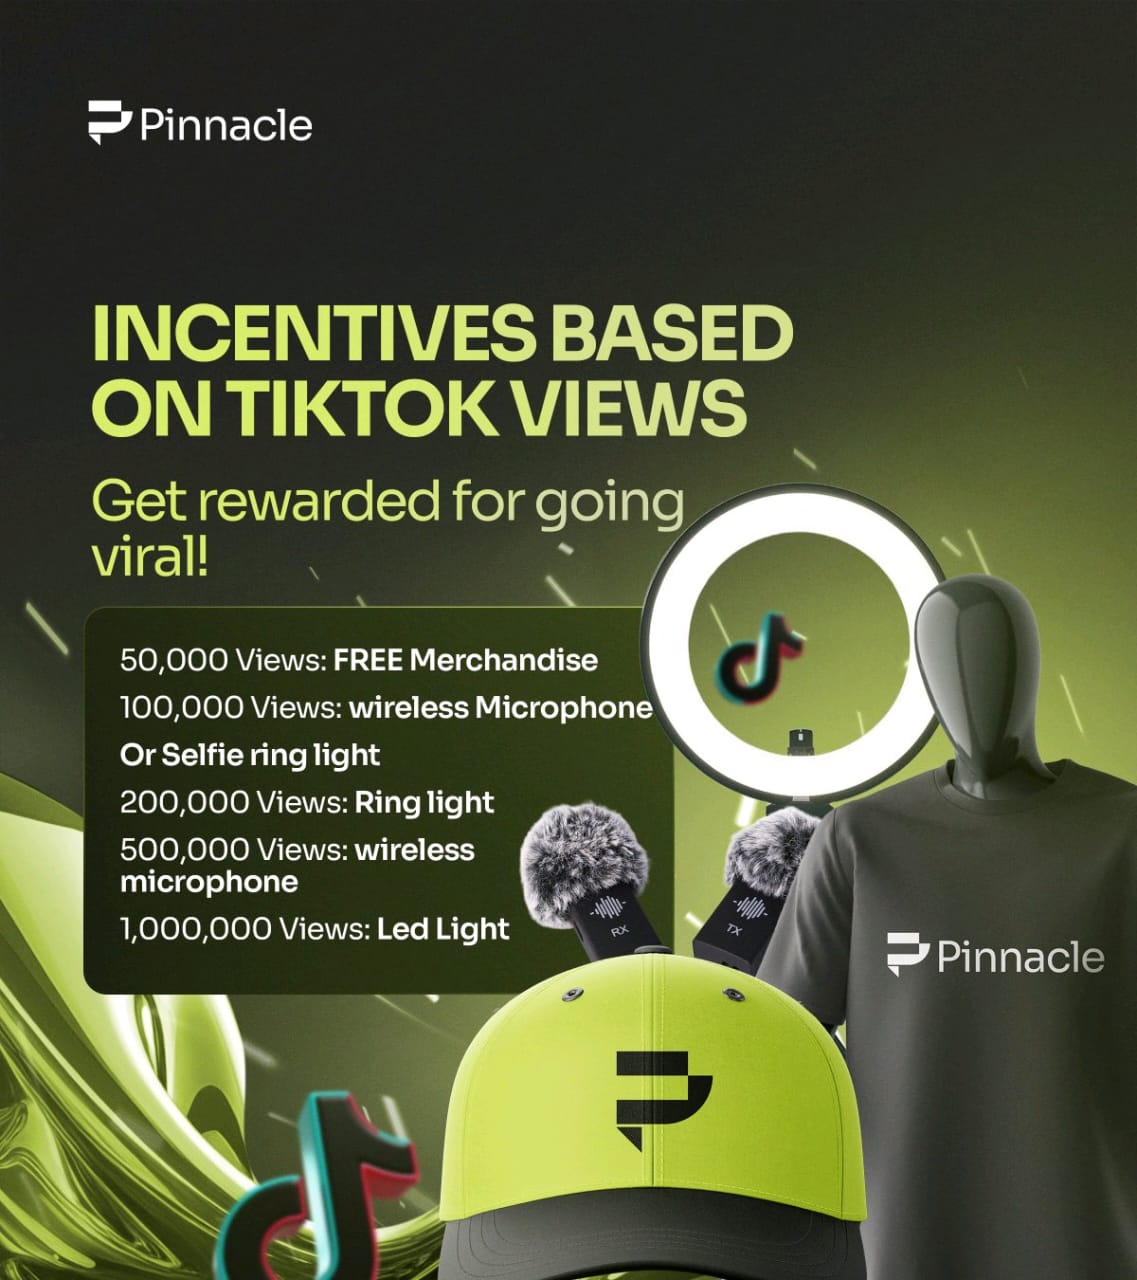 Pinnacle
INCENTIVES BASED
ON TIKTOK VIEWS
Get rewarded for going
viral!
50,000 Views: FREE Merchandise
100,000 Views: wireless Microphone
Or Selfie ring light
200,000 Views: Ring light
500,000 Views: wireless
microphone
1,000,000 Views: Led Light
RX
TX
Pinnacle